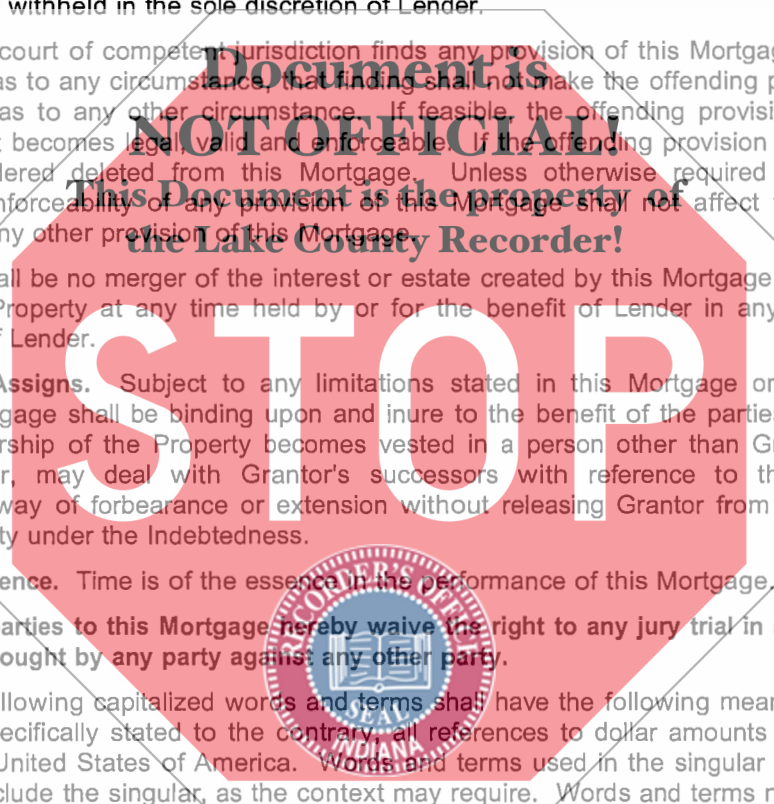 withheld in the sole discretion of Lender.
court of competent jurisdiction finds any provision of this Mortga
as to any circumstance, that finding shall not make the offending p
as to any other circumstance. If feasible, the offending provisi
becomes legal, valid and enforceable. If the offending provision
dered deleted from this Mortgage. Unless otherwise required
nforceability of any provision of this Mortgage shall not affect
ny other provision of this Mortgage.
Document is
NOT OFFICIAL!
This Document is the property of
the Lake County Recorder!
all be no merger of the interest or estate created by this Mortgage
Property at any time held by or for the benefit of Lender in any
f Lender.
STOP
Assigns. Subject to any limitations stated in this Mortgage or
gage shall be binding upon and inure to the benefit of the parties
rship of the Property becomes vested in a person other than G
r, may deal with Grantor's successors with reference to th
way of forbearance or extension without releasing Grantor from
ty under the Indebtedness.
ence. Time is of the essence in the performance of this Mortgage.
arties to this Mortgage hereby waive the right to any jury trial in
ought by any party against any other party.
RECORDER'S OFFICE
SEAL
INDIANA
llowing capitalized words and terms shall have the following mean
ecifically stated to the contrary, all references to dollar amounts
United States of America. Words and terms used in the singular
clude the singular, as the context may require. Words and terms